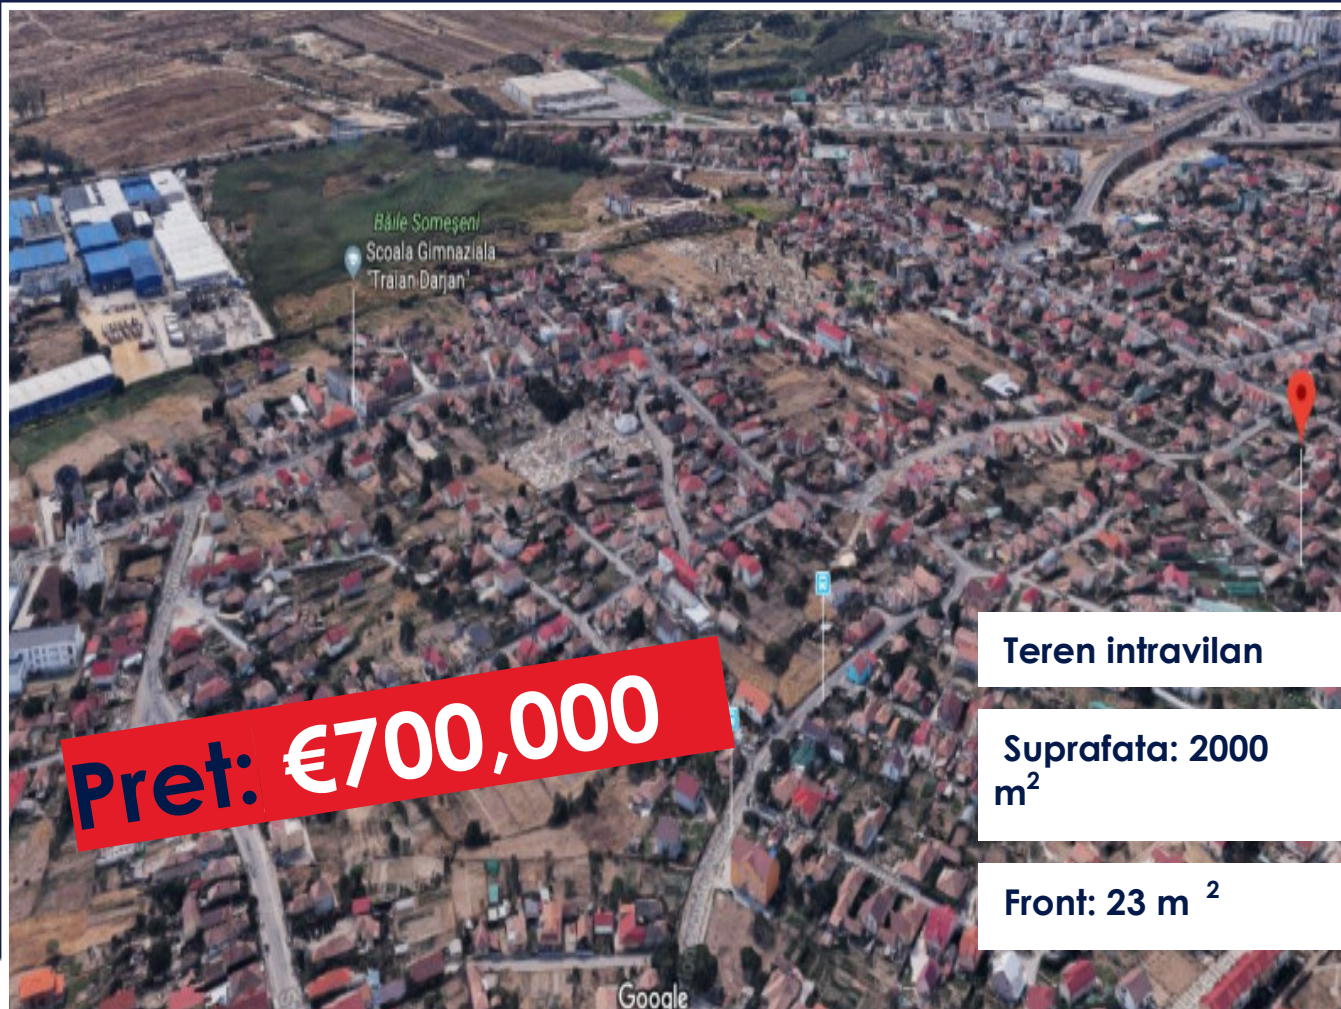 Băile Someșeni
Scoala Gimnaziala
"Traian Darjan"
Pret: €700,000
Teren intravilan
Suprafata: 2000
m²
Front: 23 m ²
Google